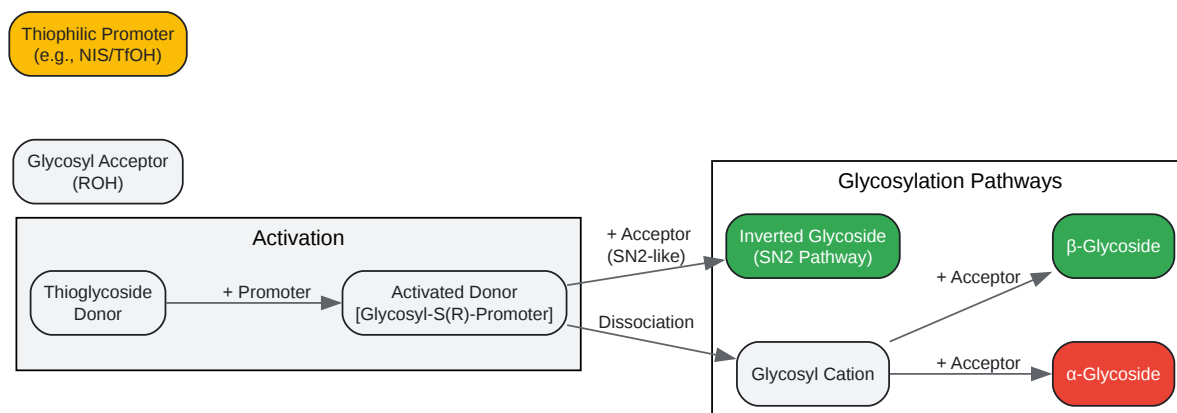 Thiophilic Promoter
(e.g., NIS/TfOH)
Glycosyl Acceptor
(ROH)
Activation
Thioglycoside
Donor
+ Promoter
Activated Donor
[Glycosyl-S(R)-Promoter]
+ Acceptor
(SN2-like)
Dissociation
Glycosylation Pathways
Inverted Glycoside
(SN2 Pathway)
Glycosyl Cation
+ Acceptor
β-Glycoside
+ Acceptor
α-Glycoside